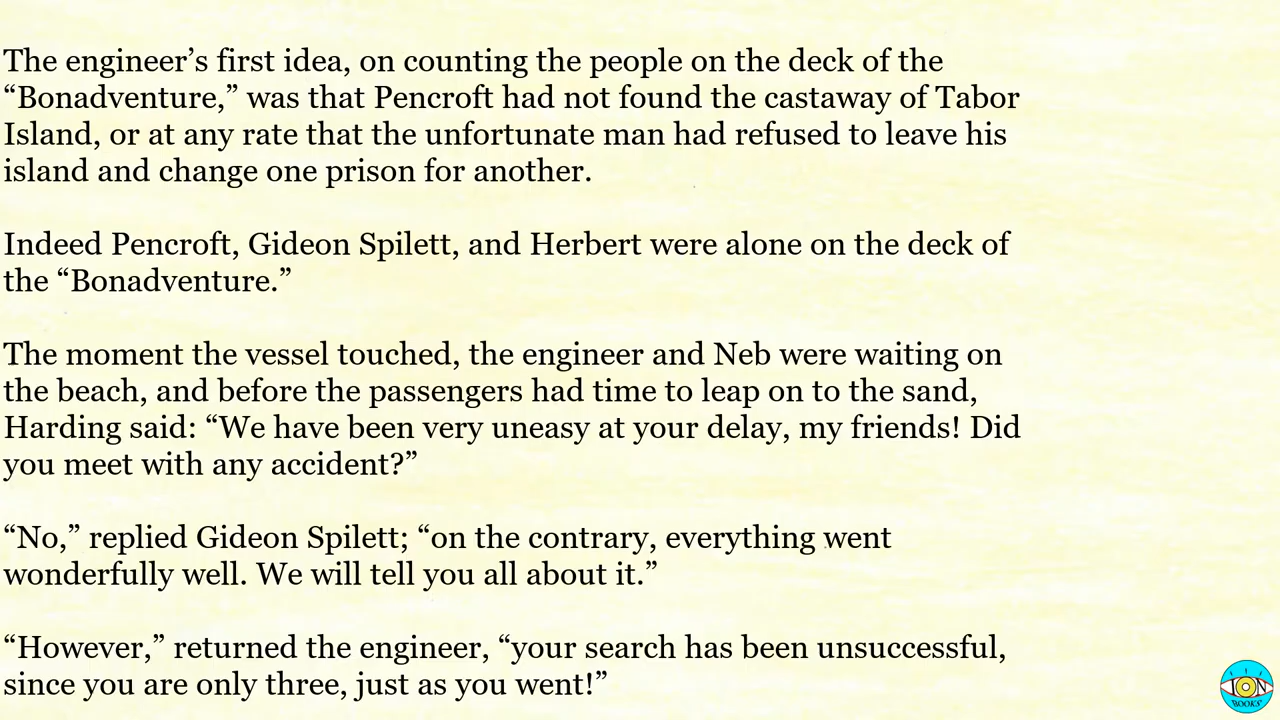 The engineer’s first idea, on counting the people on the deck of the
“Bonadventure,” was that Pencroft had not found the castaway of Tabor
Island, or at any rate that the unfortunate man had refused to leave his
island and change one prison for another.
Indeed Pencroft, Gideon Spilett, and Herbert were alone on the deck of
the “Bonadventure.”
The moment the vessel touched, the engineer and Neb were waiting on
the beach, and before the passengers had time to leap on to the sand,
Harding said: “We have been very uneasy at your delay, my friends! Did
you meet with any accident?”
“No,” replied Gideon Spilett; “on the contrary, everything went
wonderfully well. We will tell you all about it.”
“However,” returned the engineer, “your search has been unsuccessful,
since you are only three, just as you went!”
ION
BOOKS